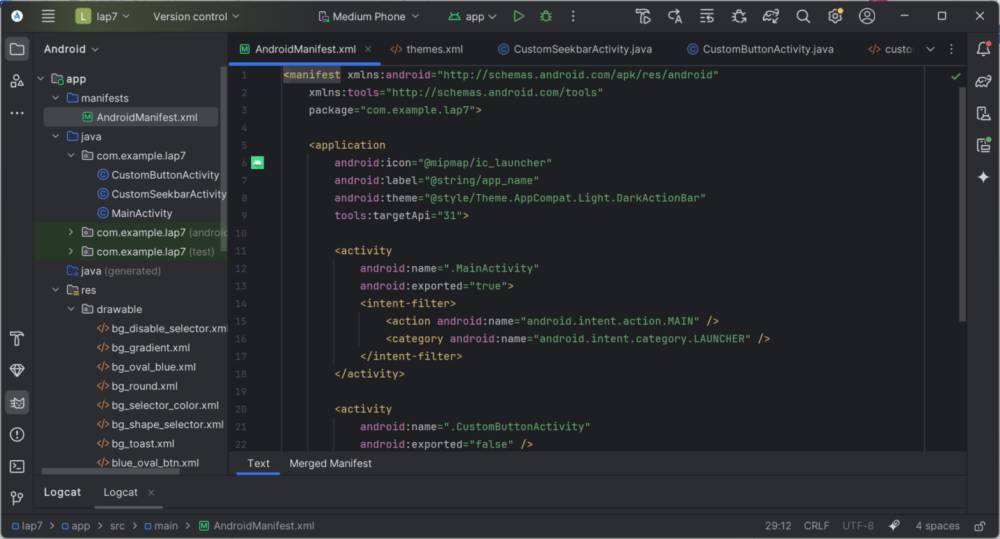 L lap7 Version control Medium Phone app
Android
AndroidManifest.xml themes.xml CustomSeekbarActivity.java CustomButtonActivity.java custo
app
manifests
AndroidManifest.xml
java
com.example.lap7
CustomButtonActivity
CustomSeekbarActivity
MainActivity
com.example.lap7 (androi
com.example.lap7 (test)
java (generated)
res
drawable
bg_disable_selector.xml
bg_gradient.xml
bg_oval_blue.xml
bg_round.xml
bg_selector_color.xml
bg_shape_selector.xml
bg_toast.xml
blue_oval_btn.xml
1 <manifest xmlns:android="http://schemas.android.com/apk/res/android"
2 xmlns:tools="http://schemas.android.com/tools"
3 package="com.example.lap7">
4
5 <application
6 android:icon="@mipmap/ic_launcher"
7 android:label="@string/app_name"
8 android:theme="@style/Theme.AppCompat.Light.DarkActionBar"
9 tools:targetApi="31">
10
11 <activity
12 android:name=".MainActivity"
13 android:exported="true">
14 <intent-filter>
15 <action android:name="android.intent.action.MAIN" />
16 <category android:name="android.intent.category.LAUNCHER" />
17 </intent-filter>
18 </activity>
19
20 <activity
21 android:name=".CustomButtonActivity"
22 android:exported="false" />
Text Merged Manifest
Logcat Logcat
lap7 > app > src > main > AndroidManifest.xml 29:12 CRLF UTF-8 4 spaces